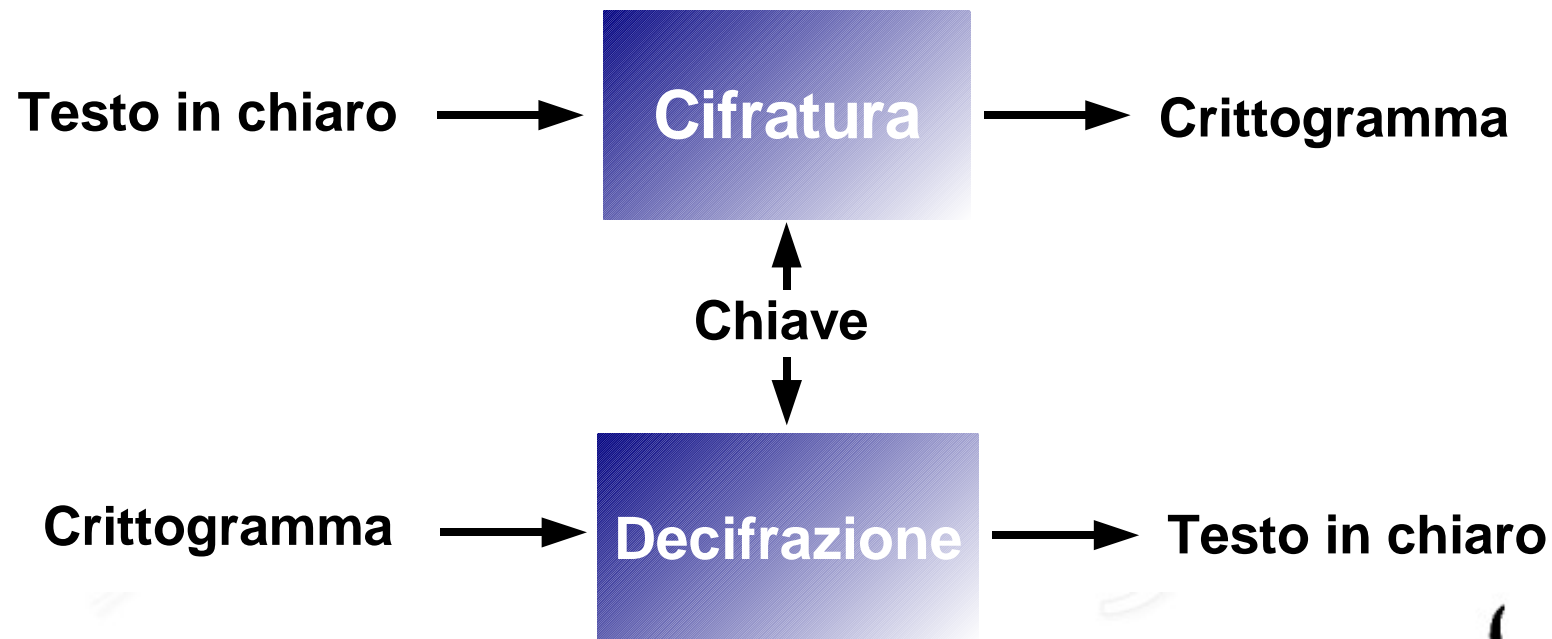 Testo in chiaro
Cifratura
Crittogramma
Chiave
Crittogramma
Decifrazione
Testo in chiaro